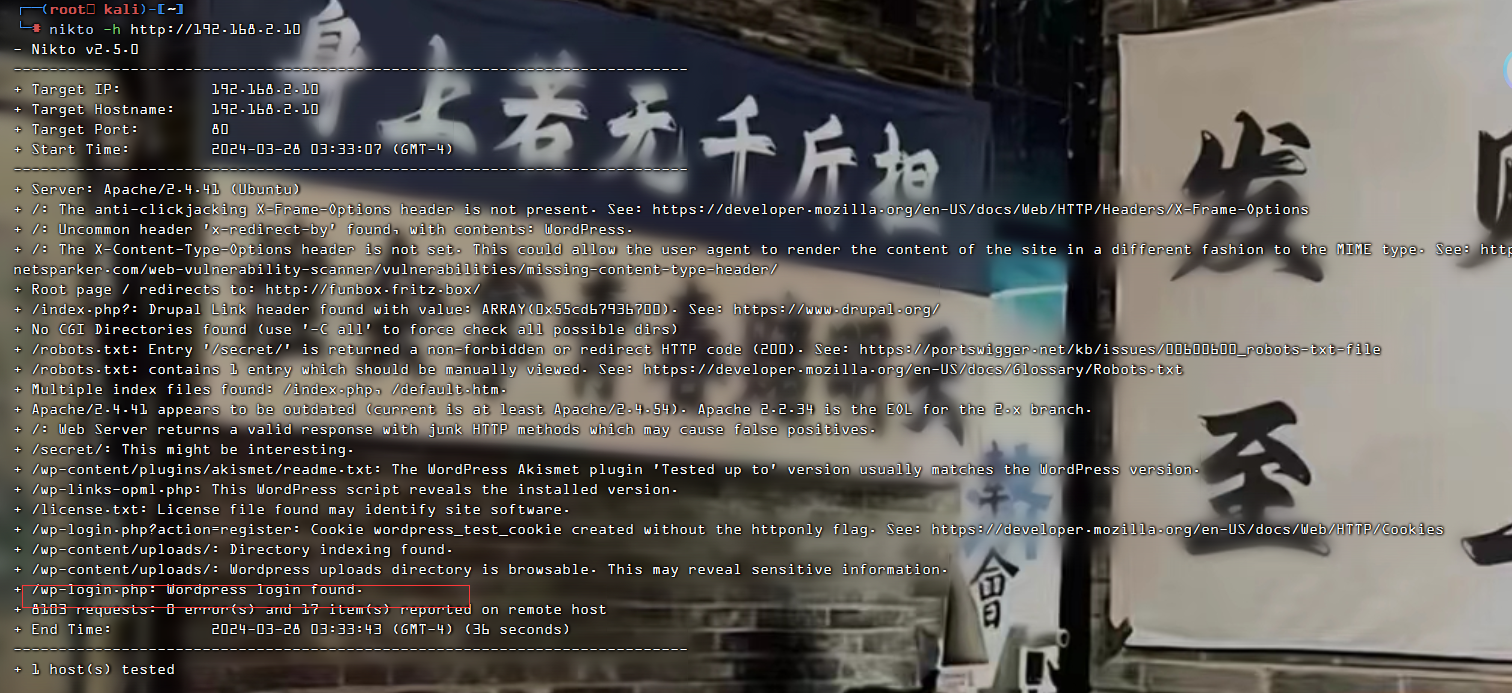 ┌──(root㉿kali)-[~]
└─# nikto -h http://192.168.2.10
- Nikto v2.5.0
---------------------------------------------------------------------------
+ Target IP:          192.168.2.10
+ Target Hostname:    192.168.2.10
+ Target Port:        80
+ Start Time:         2024-03-28 03:33:07 (GMT-4)
---------------------------------------------------------------------------
+ Server: Apache/2.4.41 (Ubuntu)
+ /: The anti-clickjacking X-Frame-Options header is not present. See: https://developer.mozilla.org/en-US/docs/Web/HTTP/Headers/X-Frame-Options
+ /: Uncommon header 'x-redirect-by' found, with contents: WordPress.
+ /: The X-Content-Type-Options header is not set. This could allow the user agent to render the content of the site in a different fashion to the MIME type. See: http
netsparker.com/web-vulnerability-scanner/vulnerabilities/missing-content-type-header/
+ Root page / redirects to: http://funbox.fritz.box/
+ /index.php?: Drupal Link header found with value: ARRAY(0x55cd67936700). See: https://www.drupal.org/
+ No CGI Directories found (use '-C all' to force check all possible dirs)
+ /robots.txt: Entry '/secret/' is returned a non-forbidden or redirect HTTP code (200). See: https://portswigger.net/kb/issues/00600600_robots-txt-file
+ /robots.txt: contains 1 entry which should be manually viewed. See: https://developer.mozilla.org/en-US/docs/Glossary/Robots.txt
+ Multiple index files found: /index.php, /default.htm.
+ Apache/2.4.41 appears to be outdated (current is at least Apache/2.4.54). Apache 2.2.34 is the EOL for the 2.x branch.
+ /: Web Server returns a valid response with junk HTTP methods which may cause false positives.
+ /secret/: This might be interesting.
+ /wp-content/plugins/akismet/readme.txt: The WordPress Akismet plugin 'Tested up to' version usually matches the WordPress version.
+ /wp-links-opml.php: This WordPress script reveals the installed version.
+ /license.txt: License file found may identify site software.
+ /wp-login.php?action=register: Cookie wordpress_test_cookie created without the httponly flag. See: https://developer.mozilla.org/en-US/docs/Web/HTTP/Cookies
+ /wp-content/uploads/: Directory indexing found.
+ /wp-content/uploads/: Wordpress uploads directory is browsable. This may reveal sensitive information.
+ /wp-login.php: Wordpress login found.
+ 8103 requests: 0 error(s) and 17 item(s) reported on remote host
+ End Time:           2024-03-28 03:33:43 (GMT-4) (36 seconds)
---------------------------------------------------------------------------
+ 1 host(s) tested
身上若无千斤担
发
至
會